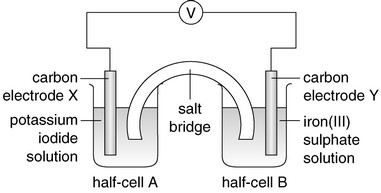 V
carbon
electrode X
potassium
iodide
solution
salt
bridge
carbon
electrode Y
iron(III)
sulphate
solution
half-cell A
half-cell B